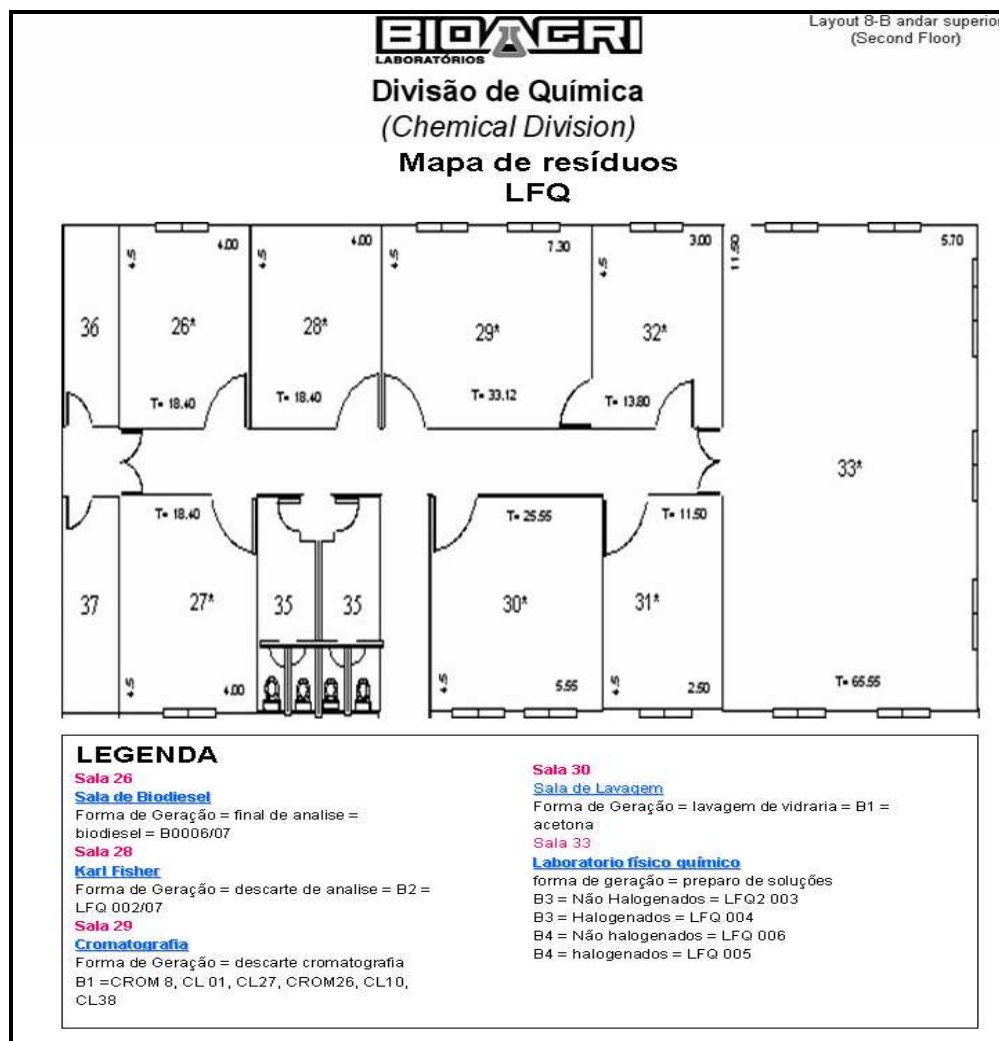 BIOAGRI
LABORATÓRIOS
Layout 8-B andar superior
(Second Floor)
Divisão de Química
(Chemical Division)
Mapa de resíduos
LFQ
4.00 4.00 7.30 3.00 5.70
4.5 4.5 4.5 4.5 11.50
36 26* 28* 29* 32*
T= 18.40 T= 18.40 T= 33.12 T= 13.80
33*
T= 18.40 T= 25.55 T= 11.50
37 27* 35 35 30* 31*
4.5 4.00 4.5 5.55 4.5 2.50 T= 65.55
LEGENDA
Sala 26
Sala de Biodiesel
Forma de Geração = final de analise =
biodiesel = B0006/07
Sala 28
Karl Fisher
Forma de Geração = descarte de analise = B2 =
LFQ 002/07
Sala 29
Cromatografia
Forma de Geração = descarte cromatografia
B1 =CROM 8, CL 01, CL27, CROM26, CL10,
CL38
Sala 30
Sala de Lavagem
Forma de Geração = lavagem de vidraria = B1 =
acetona
Sala 33
Laboratorio físico químico
forma de geração = preparo de soluções
B3 = Não Halogenados = LFQ2 003
B3 = Halogenados = LFQ 004
B4 = Não halogenados = LFQ 006
B4 = halogenados = LFQ 005